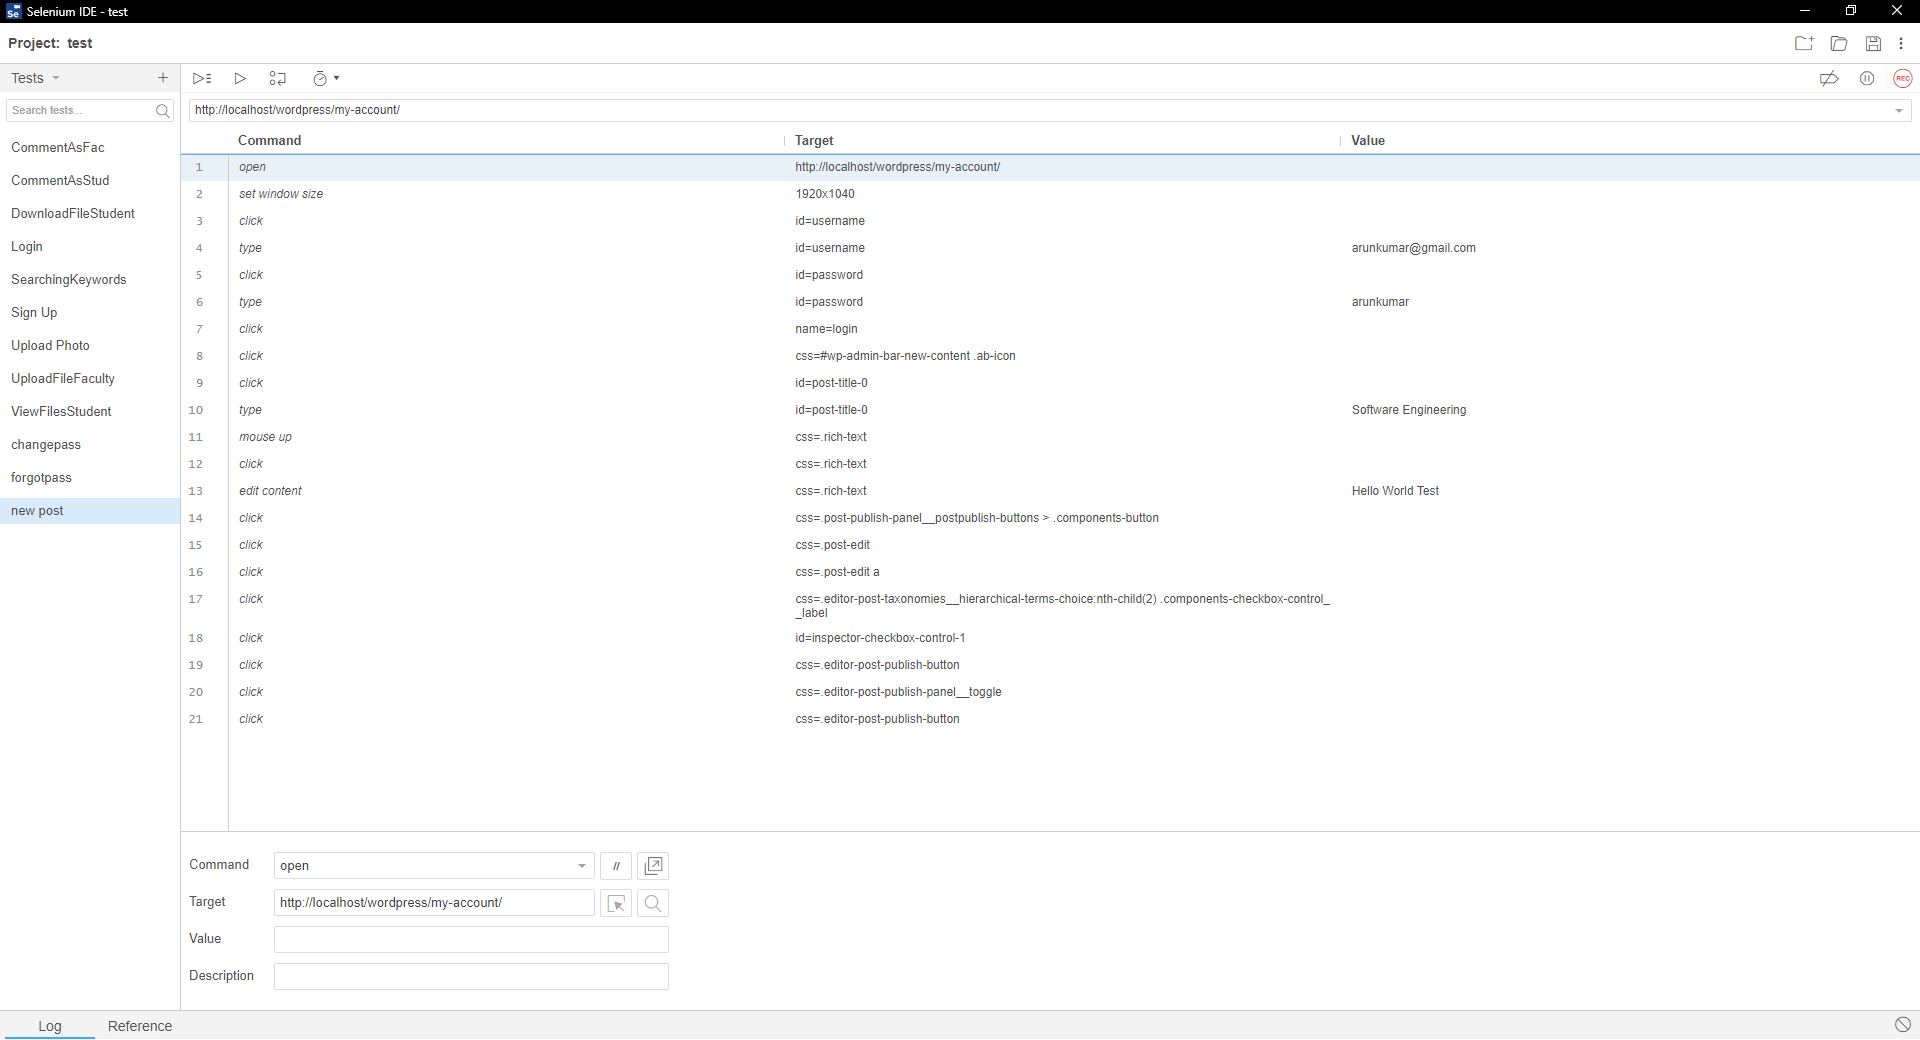 Selenium IDE - test
Project: test
Tests
Search tests...
CommentAsFac
CommentAsStud
DownloadFileStudent
Login
SearchingKeywords
Sign Up
Upload Photo
UploadFileFaculty
ViewFilesStudent
changepass
forgotpass
new post
REC
http://localhost/wordpress/my-account/
Command Target Value
1 open http://localhost/wordpress/my-account/
2 set window size 1920x1040
3 click id=username
4 type id=username arunkumar@gmail.com
5 click id=password
6 type id=password arunkumar
7 click name=login
8 click css=#wp-admin-bar-new-content .ab-icon
9 click id=post-title-0
10 type id=post-title-0 Software Engineering
11 mouse up css=.rich-text
12 click css=.rich-text
13 edit content css=.rich-text Hello World Test
14 click css=.post-publish-panel__postpublish-buttons > .components-button
15 click css=.post-edit
16 click css=.post-edit a
17 click css=.editor-post-taxonomies__hierarchical-terms-choice:nth-child(2) .components-checkbox-control_
_label
18 click id=inspector-checkbox-control-1
19 click css=.editor-post-publish-button
20 click css=.editor-post-publish-panel__toggle
21 click css=.editor-post-publish-button
Command open //
Target http://localhost/wordpress/my-account/
Value
Description
Log Reference